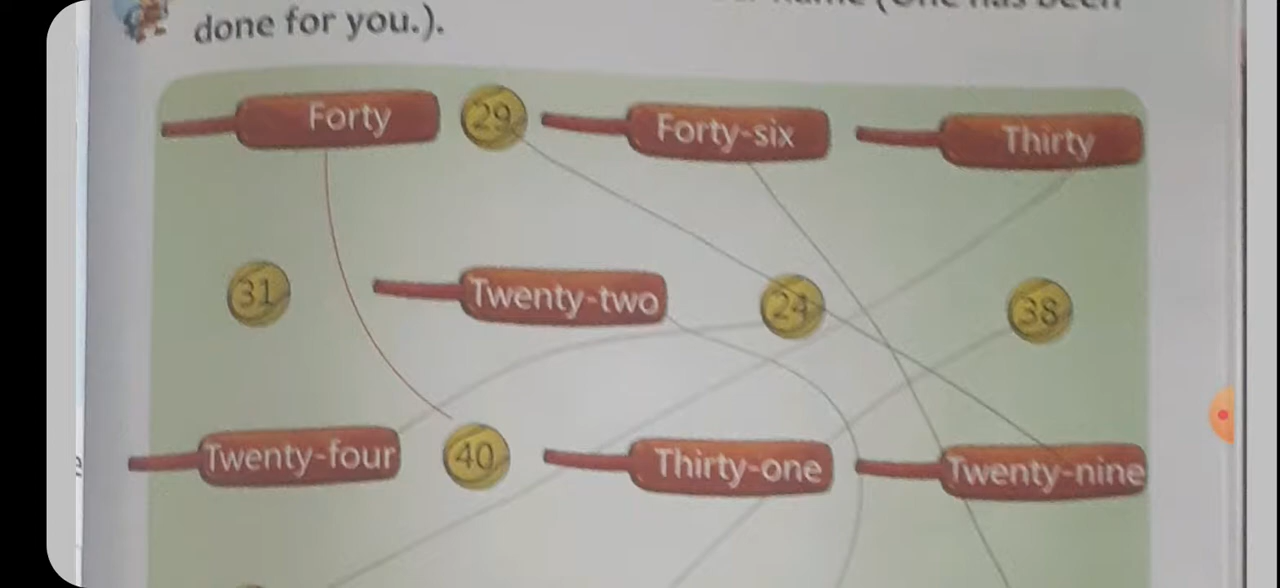 done for you.).
Forty 29 Forty-six Thirty
31 Twenty-two 24 38
Twenty-four 40 Thirty-one Twenty-nine